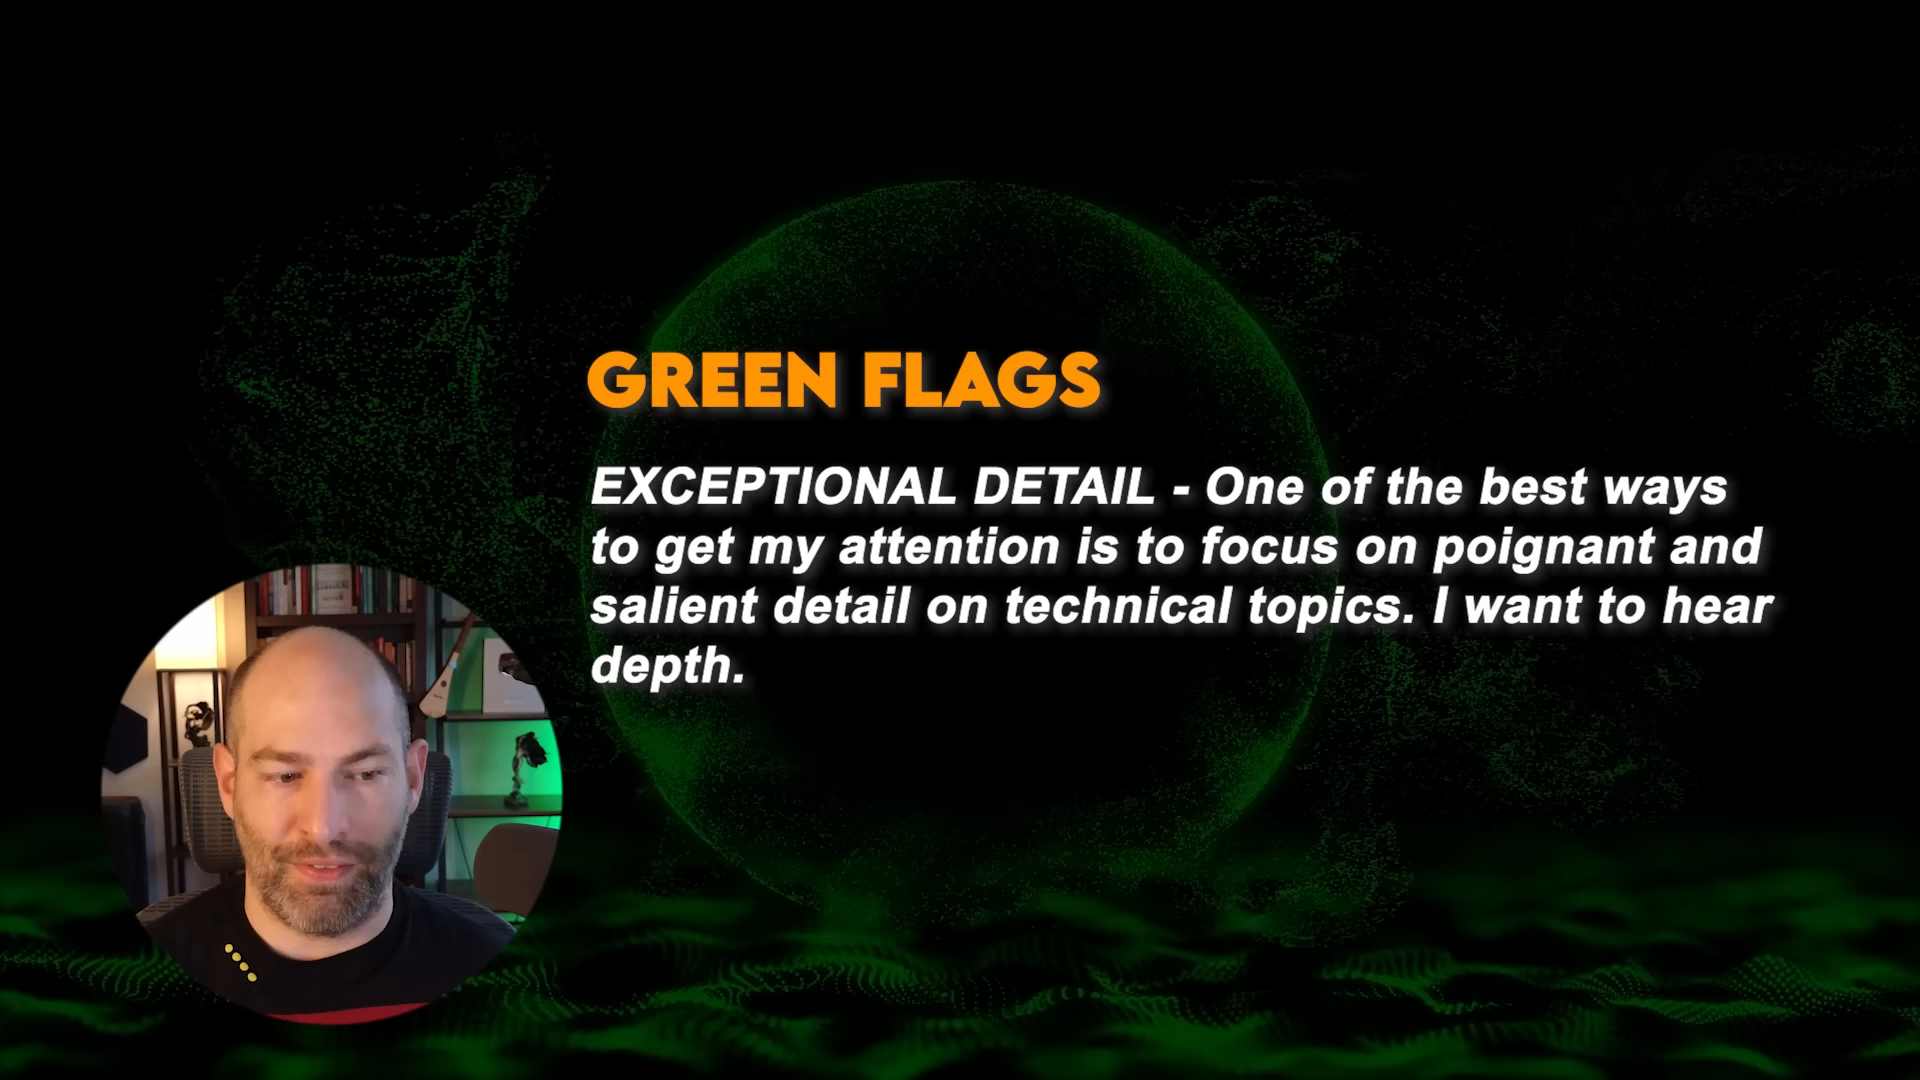 GREEN FLAGS
EXCEPTIONAL DETAIL - One of the best ways
to get my attention is to focus on poignant and
salient detail on technical topics. I want to hear
depth.